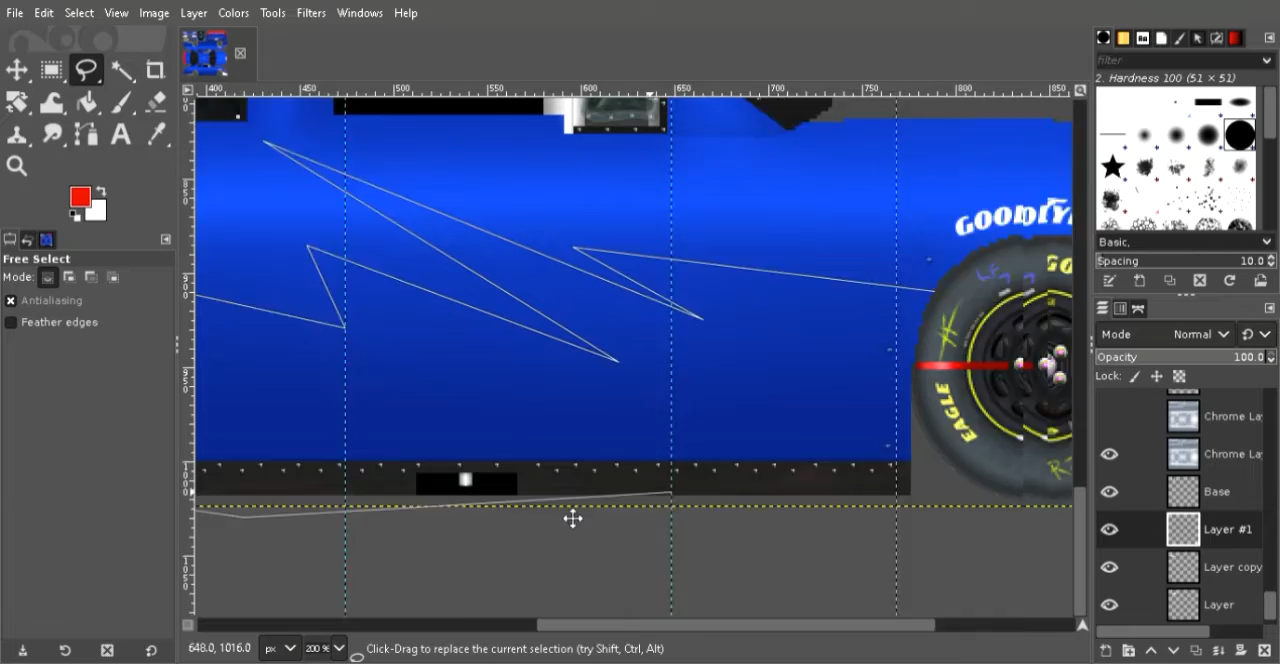 File Edit Select View Image Layer Colors Tools Filters Windows Help
Free Select
Mode:
Antialiasing
Feather edges
400 450 500 550 600 650 700 750 800 850
GOODYE
EAGLE
648.0, 1016.0 px 200 % Click-Drag to replace the current selection (try Shift, Ctrl, Alt)
filter
2. Hardness 100 (51 × 51)
Basic,
Spacing 10.0
Mode Normal
Opacity 100.0
Lock:
Chrome La
Chrome La
Base
Layer #1
Layer copy
Layer